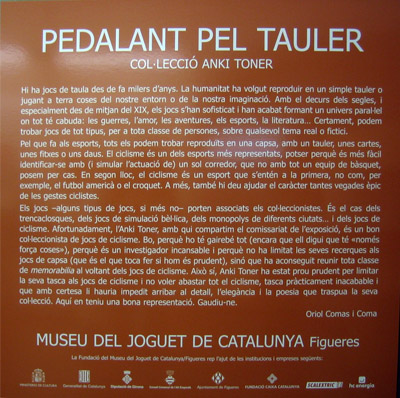 PEDALANT PEL TAULER
COL·LECCIÓ ANKI TONER
Hi ha jocs de taula des de fa milers d'anys. La humanitat ha volgut reproduir en un simple tauler o
jugant a terra coses del nostre entorn o de la nostra imaginació. Amb el decurs dels segles, i
especialment des de mitjan del XIX, els jocs s'han sofisticat i han acabat formant un univers paral·lel
on tot té cabuda: les guerres, l'amor, les aventures, els esports, la literatura... Certament, podem
trobar jocs de tot tipus, per a tota classe de persones, sobre qualsevol tema real o fictici.
Pel que fa als esports, tots els podem trobar reproduïts en una capsa, amb un tauler, unes cartes,
unes fitxes o uns daus. El ciclisme és un dels esports més representats, potser perquè és més fàcil
identificar-se amb (i simular l'actuació de) un sol corredor, que no amb tot un equip de bàsquet,
posem per cas. En segon lloc, el ciclisme és un esport que s'entén a la primera, no com, per
exemple, el futbol americà o el croquet. A més, també hi deu ajudar el caràcter tantes vegades èpic
de les gestes ciclistes.
Els jocs –alguns tipus de jocs, si més no– porten associats els col·leccionistes. És el cas dels
trencaclosques, dels jocs de simulació bèl·lica, dels monopolys de diferents ciutats... i dels jocs de
ciclisme. Afortunadament, l'Anki Toner, amb qui compartim el comissariat de l'exposició, és un bon
col·leccionista de jocs de ciclisme. Bo, perquè ho té gairebé tot (encara que ell digui que té «només
força coses»), perquè és un investigador incansable i perquè no ha limitat les seves recerques als
jocs de capsa (que és el que toca fer si hom és prudent), sinó que ha aconseguit reunir tota classe
de memorabilia al voltant dels jocs de ciclisme. Això sí, Anki Toner ha estat prou prudent per limitar
la seva tasca als jocs de ciclisme i no voler abastar tot el ciclisme, tasca pràcticament inacabable i
que amb certesa li hauria impedit arribar al detall, l'elegància i la poesia que traspua la seva
col·lecció. Aquí en teniu una bona representació. Gaudiu-ne.
Oriol Comas i Coma
MUSEU DEL JOGUET DE CATALUNYA Figueres
La Fundació del Museu del Joguet de Catalunya/Figueres rep l'ajut de les institucions i empreses següents:
Generalitat de Catalunya
Diputació de Girona
Ajuntament de Figueres
FUNDACIÓ CAIXA CATALUNYA
SCALEXTRIC
hc energía